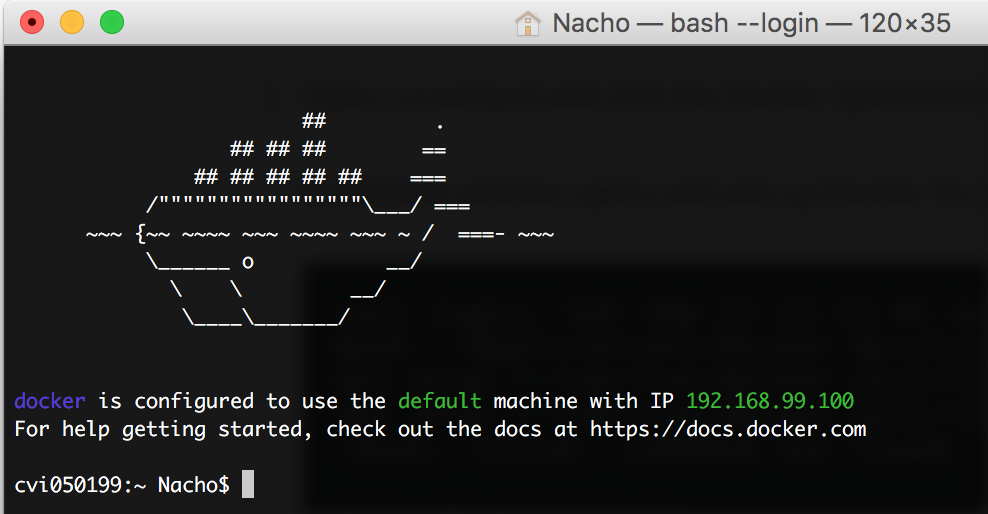 Nacho — bash --login — 120×35
                        ##         .
                  ## ## ##        ==
               ## ## ## ## ##    ===
           /"""""""""""""""""\___/ ===
      ~~~ {~~ ~~~~ ~~~ ~~~~ ~~~ ~ /  ===- ~~~
           \______ o           __/
             \    \         __/
              \____\_______/
docker is configured to use the default machine with IP 192.168.99.100
For help getting started, check out the docs at https://docs.docker.com
cvi050199:~ Nacho$